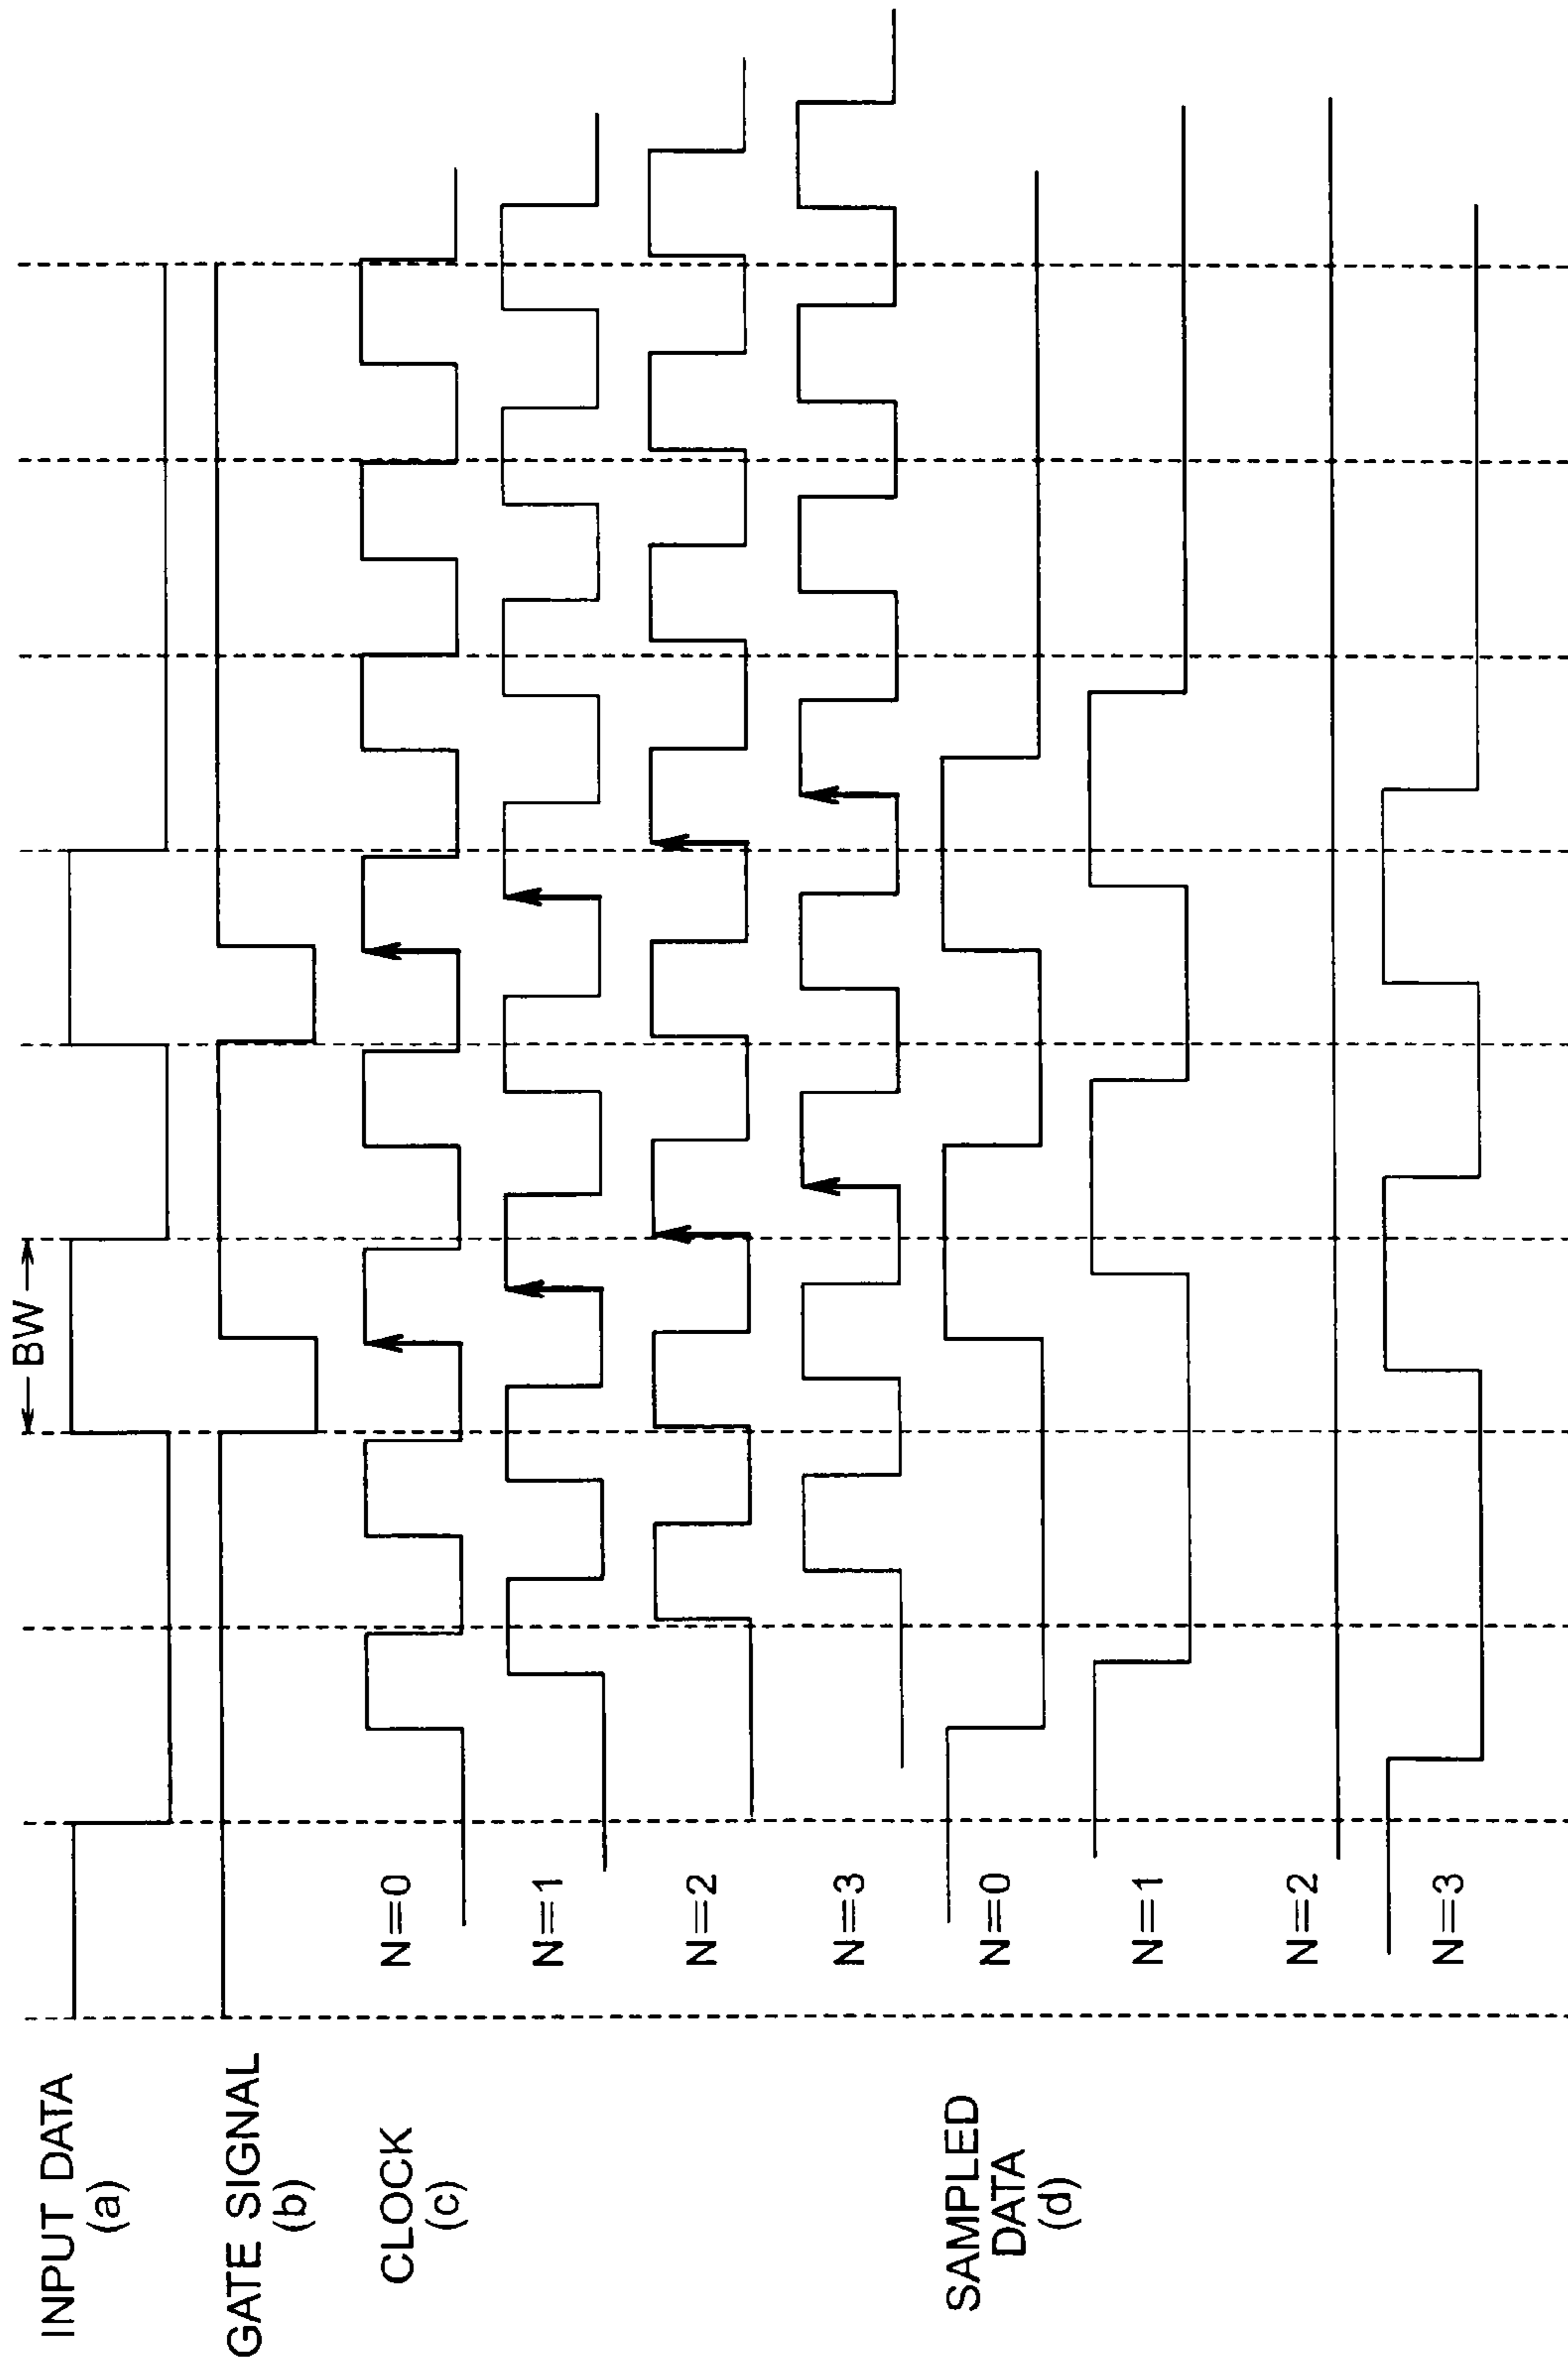 BW
INPUT DATA
(a)
GATE SIGNAL
(b)
CLOCK
(c)
N=0
N=1
N=2
N=3
SAMPLED
DATA
(d)
N=0
N=1
N=2
N=3